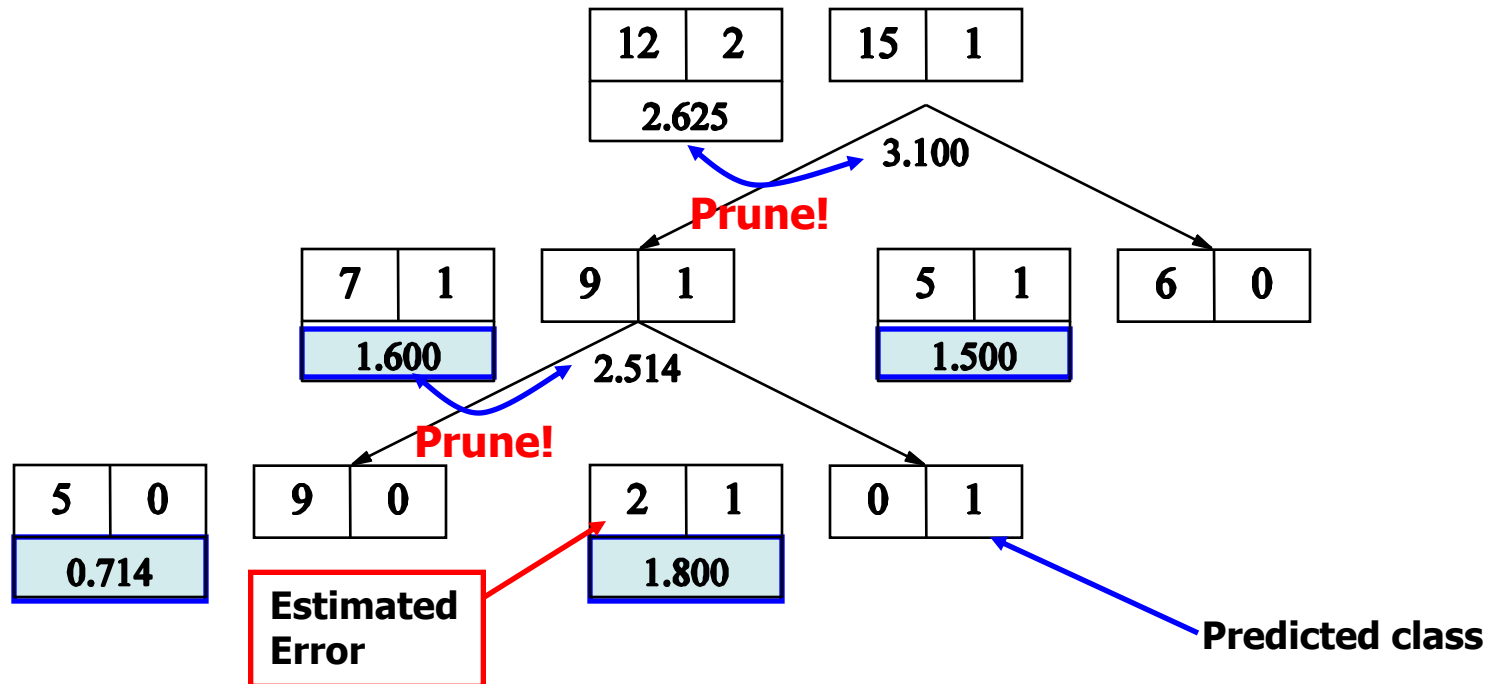 12 2 15 1
2.625
3.100
Prune!
7 1 9 1 5 1 6 0
1.600 2.514 1.500
Prune!
5 0 9 0 2 1 0 1
0.714 1.800
Estimated
Error
Predicted class